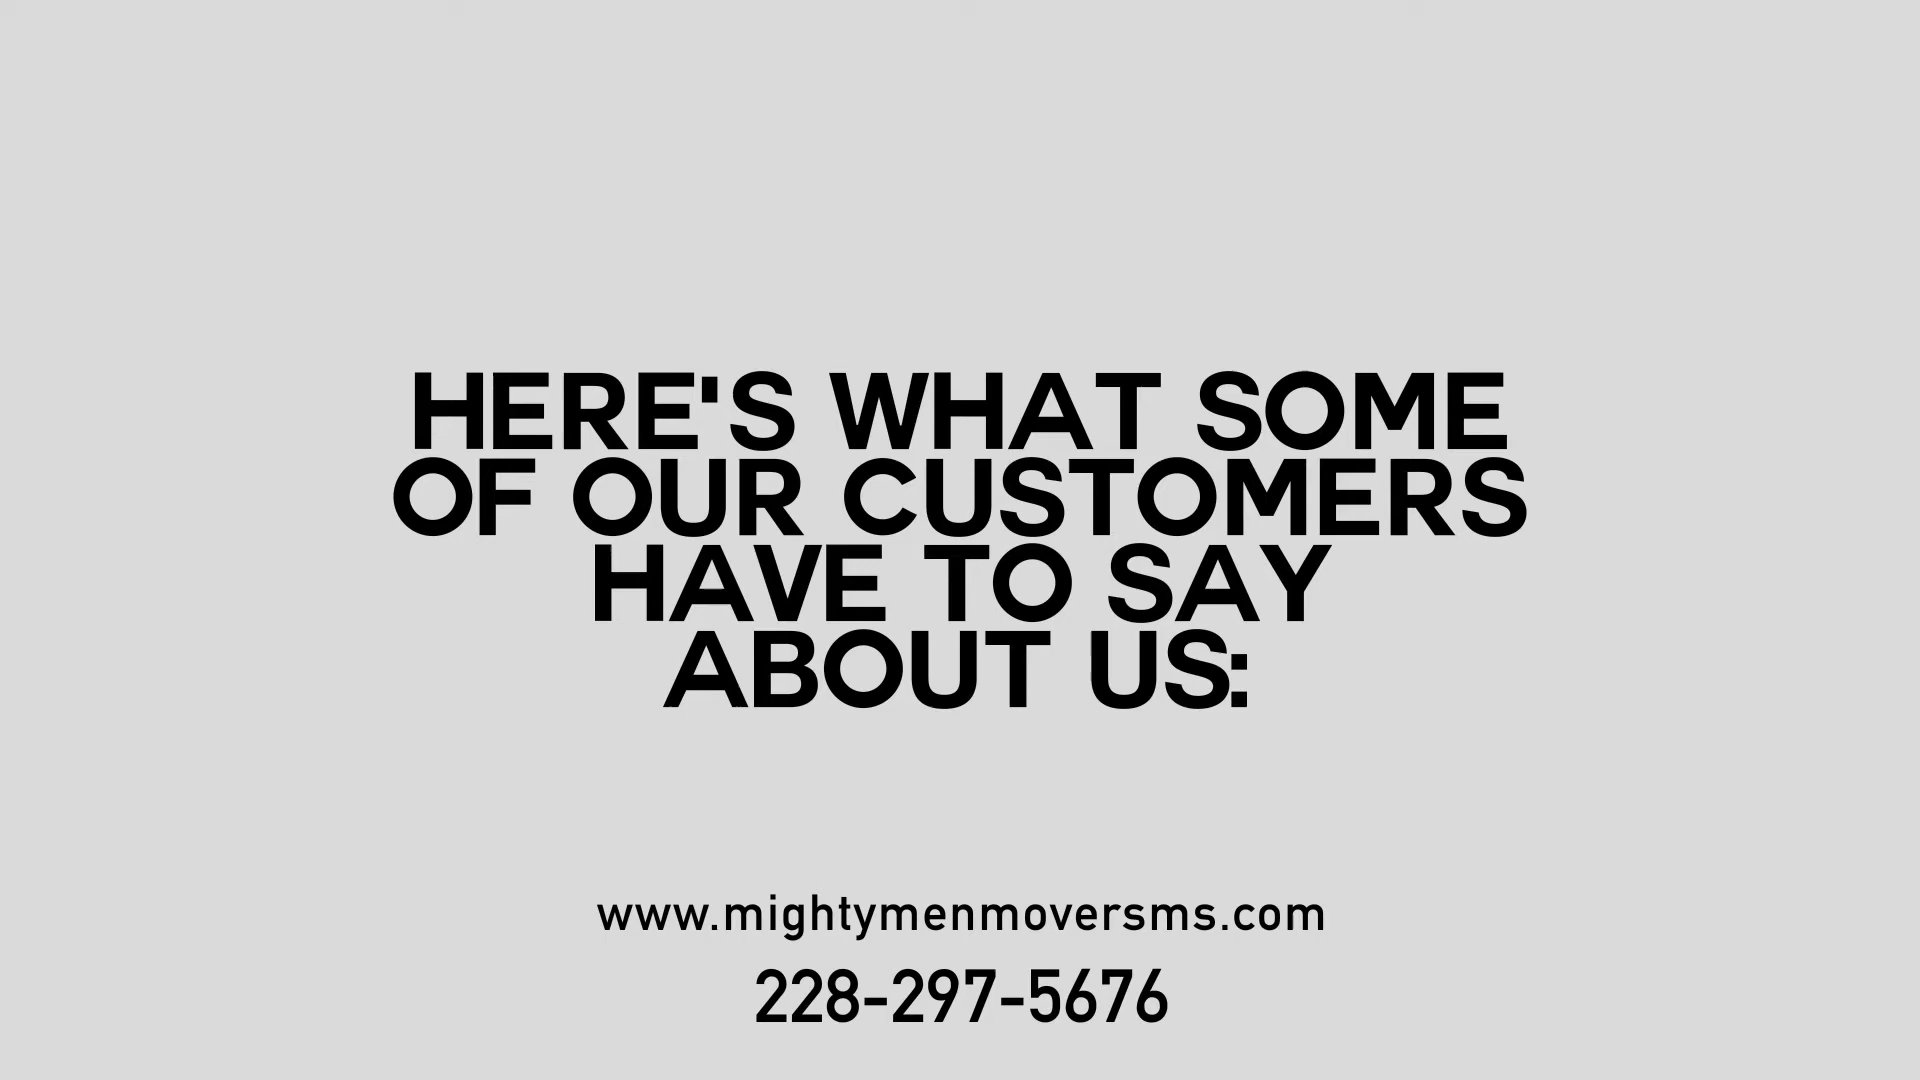 HERE'S WHAT SOME
OF OUR CUSTOMERS
HAVE TO SAY
ABOUT US:
www.mightymenmoversms.com
228-297-5676